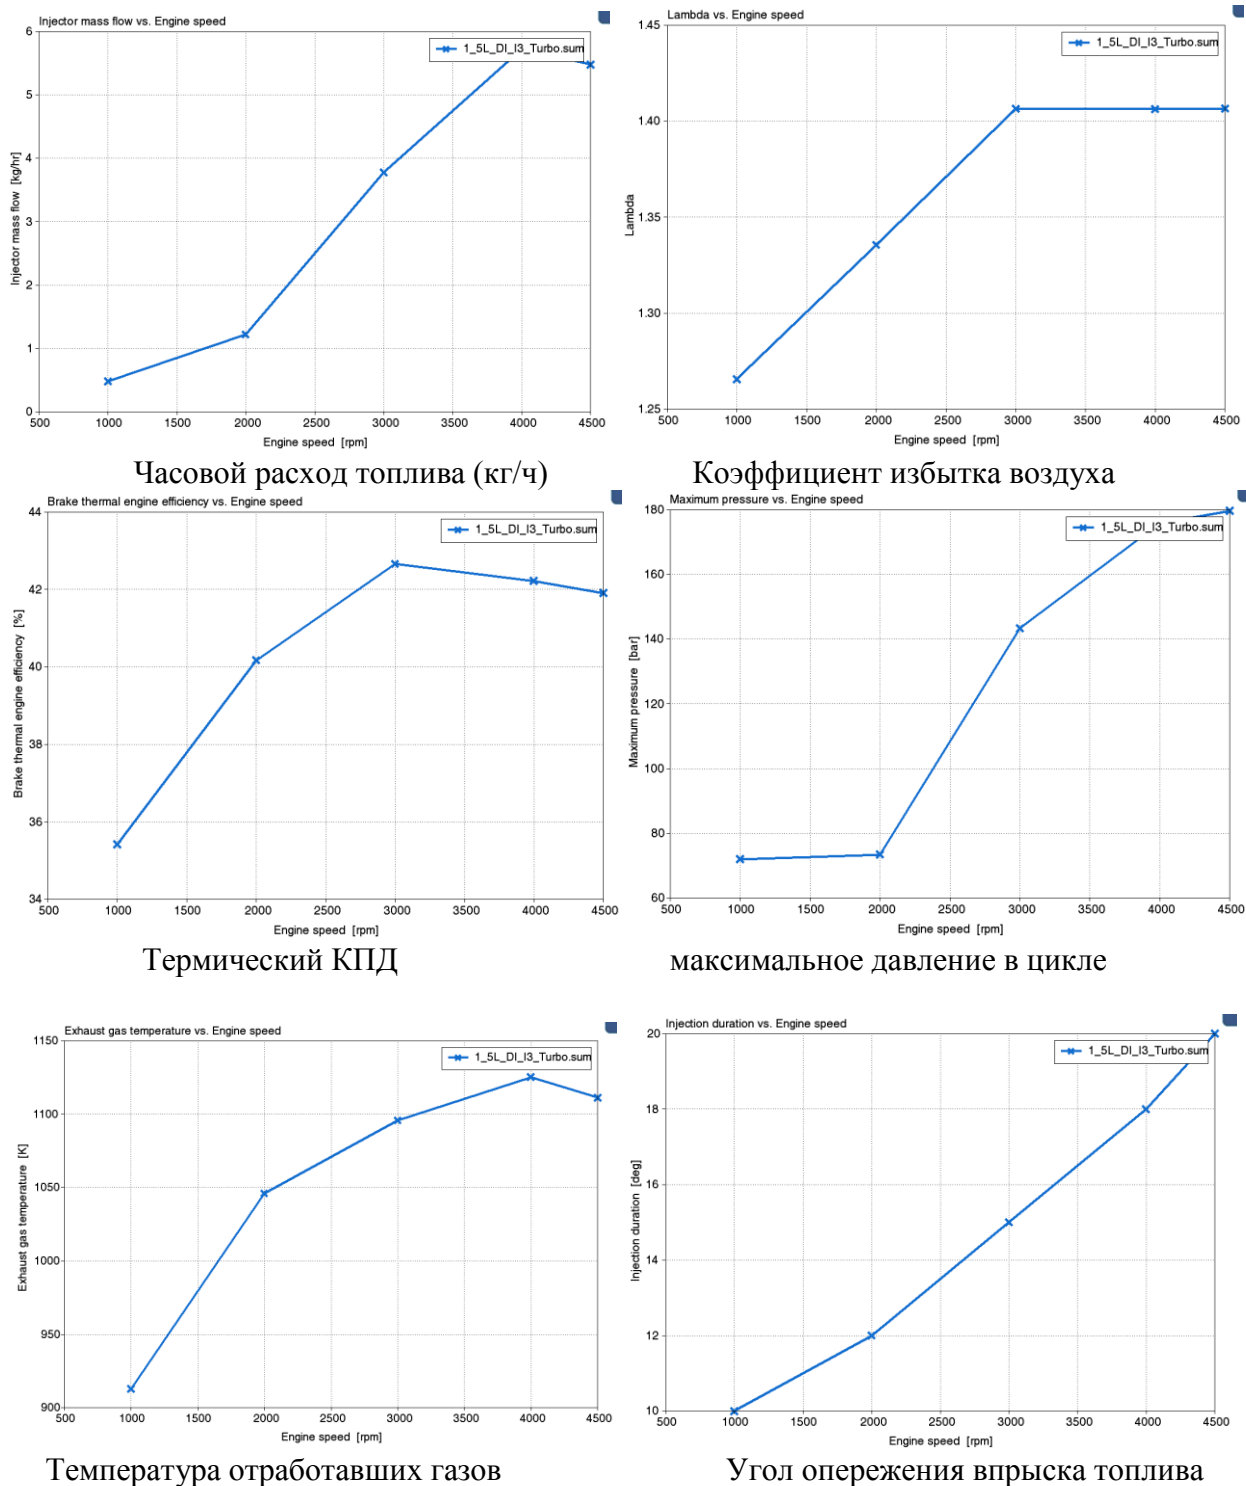 Injector mass flow vs. Engine speed
6
5
4
3
2
1
0
Injector mass flow [kg/hr]
1_5L_DI_I3_Turbo.sum
500 1000 1500 2000 2500 3000 3500 4000 4500
Engine speed [rpm]
Часовой расход топлива (кг/ч)
Lambda vs. Engine speed
1.45
1.40
1.35
1.30
1.25
Lambda
1_5L_DI_I3_Turbo.sum
500 1000 1500 2000 2500 3000 3500 4000 4500
Engine speed [rpm]
Коэффициент избытка воздуха
Brake thermal engine efficiency vs. Engine speed
44
42
40
38
36
34
Brake thermal engine efficiency [%]
1_5L_DI_I3_Turbo.sum
500 1000 1500 2000 2500 3000 3500 4000 4500
Engine speed [rpm]
Термический КПД
Maximum pressure vs. Engine speed
180
160
140
120
100
80
60
Maximum pressure [bar]
1_5L_DI_I3_Turbo.sum
500 1000 1500 2000 2500 3000 3500 4000 4500
Engine speed [rpm]
максимальное давление в цикле
Exhaust gas temperature vs. Engine speed
1150
1100
1050
1000
950
900
Exhaust gas temperature [K]
1_5L_DI_I3_Turbo.sum
500 1000 1500 2000 2500 3000 3500 4000 4500
Engine speed [rpm]
Температура отработавших газов
Injection duration vs. Engine speed
20
18
16
14
12
10
Injection duration [deg]
1_5L_DI_I3_Turbo.sum
500 1000 1500 2000 2500 3000 3500 4000 4500
Engine speed [rpm]
Угол опережения впрыска топлива